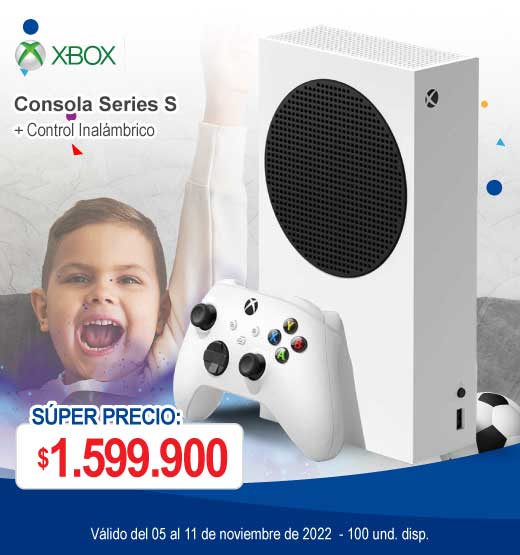 XBOX
Consola Series S
+ Control Inalámbrico
X Y B A
SÚPER PRECIO:
$1.599.900
Válido del 05 al 11 de noviembre de 2022 - 100 und. disp.